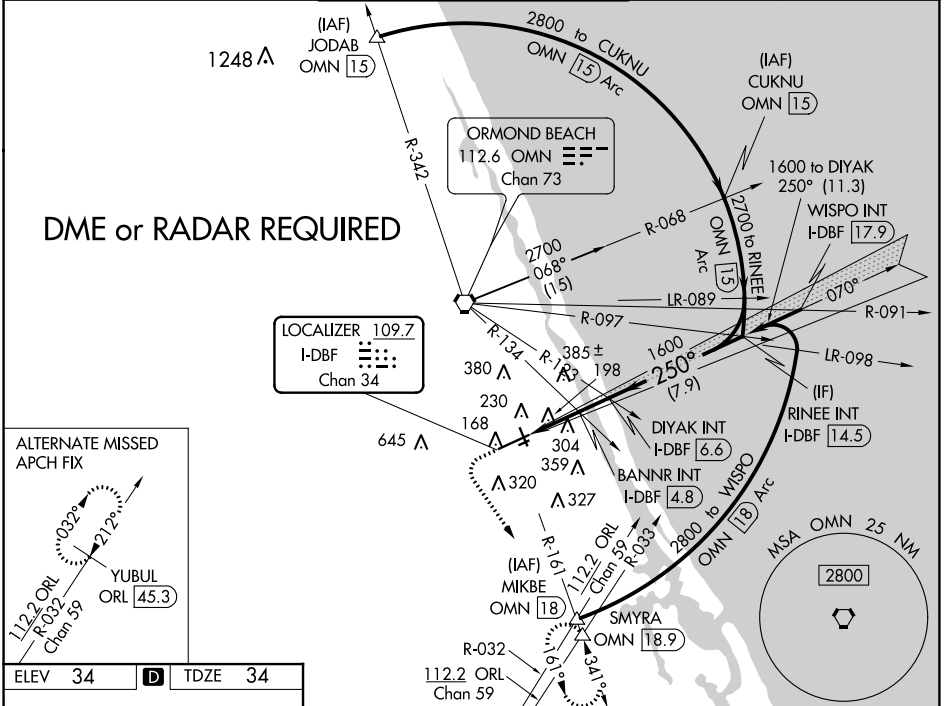 (IAF)
JODAB
OMN 15
1248
2800 to CUKNU
OMN 15 Arc
(IAF)
CUKNU
OMN 15
ORMOND BEACH
112.6 OMN
Chan 73
R-342
1600 to DIYAK
250° (11.3)
WISPO INT
I-DBF 17.9
DME or RADAR REQUIRED
R-068
2700
068°
(15)
2700 to RINEE
OMN 15
Arc
LR-089
070°
R-091
R-097
LR-098
LOCALIZER 109.7
I-DBF
Chan 34
R-134
R-123
385 ±
198
380
1600
250°
(7.9)
(IF)
RINEE INT
I-DBF 14.5
230
168
645
304
DIYAK INT
I-DBF 6.6
359
BANNR INT
I-DBF 4.8
320
327
2800 to WISPO
OMN 18 Arc
ALTERNATE MISSED
APCH FIX
032°
212°
YUBUL
ORL 45.3
112.2 ORL
R-032
Chan 59
R-161
(IAF)
MIKBE
OMN 18
112.2 ORL
Chan 59
R-033
SMYRA
OMN 18.9
R-032
112.2 ORL
Chan 59
161°
341°
MSA OMN 25 NM
2800
ELEV 34 D TDZE 34